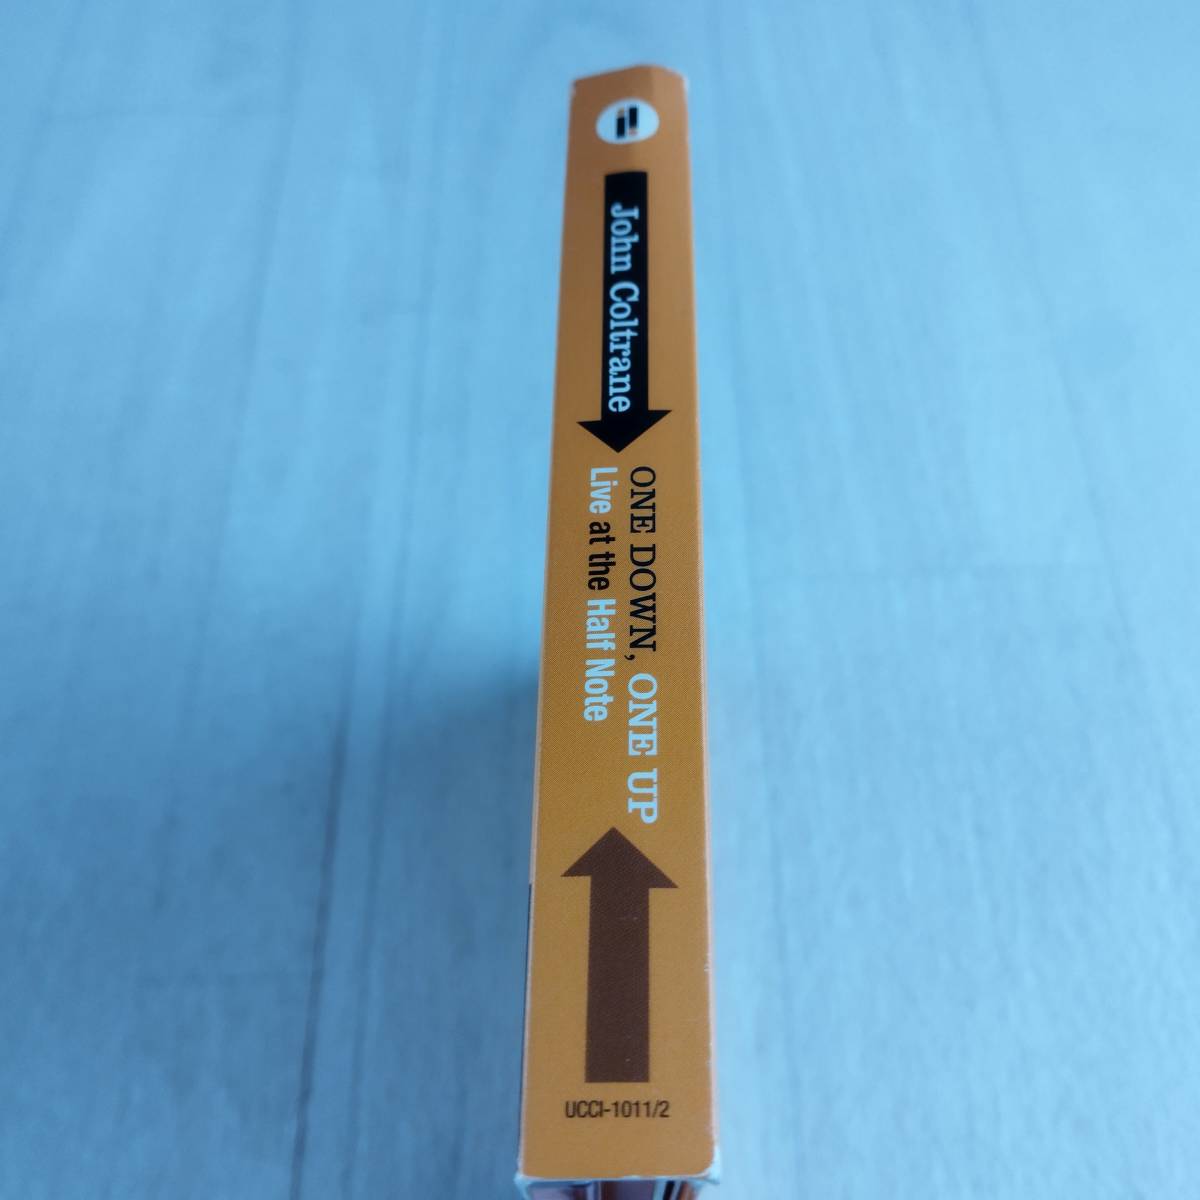 John Coltrane
ONE DOWN, ONE UP
Live at the Half Note
UCCI-1011/2